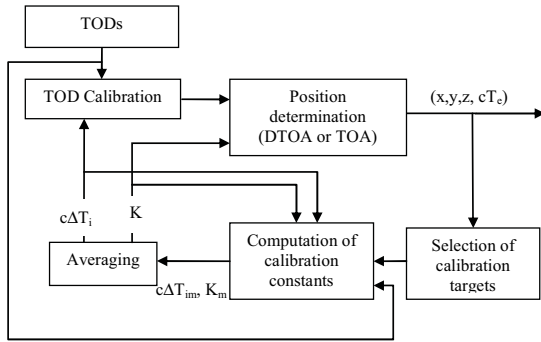 TODs
TOD Calibration
Position
determination
(DTOA or TOA)
(x,y,z, cTₑ)
cΔTᵢ
K
Averaging
cΔTᵢₘ, Kₘ
Computation of
calibration
constants
Selection of
calibration
targets